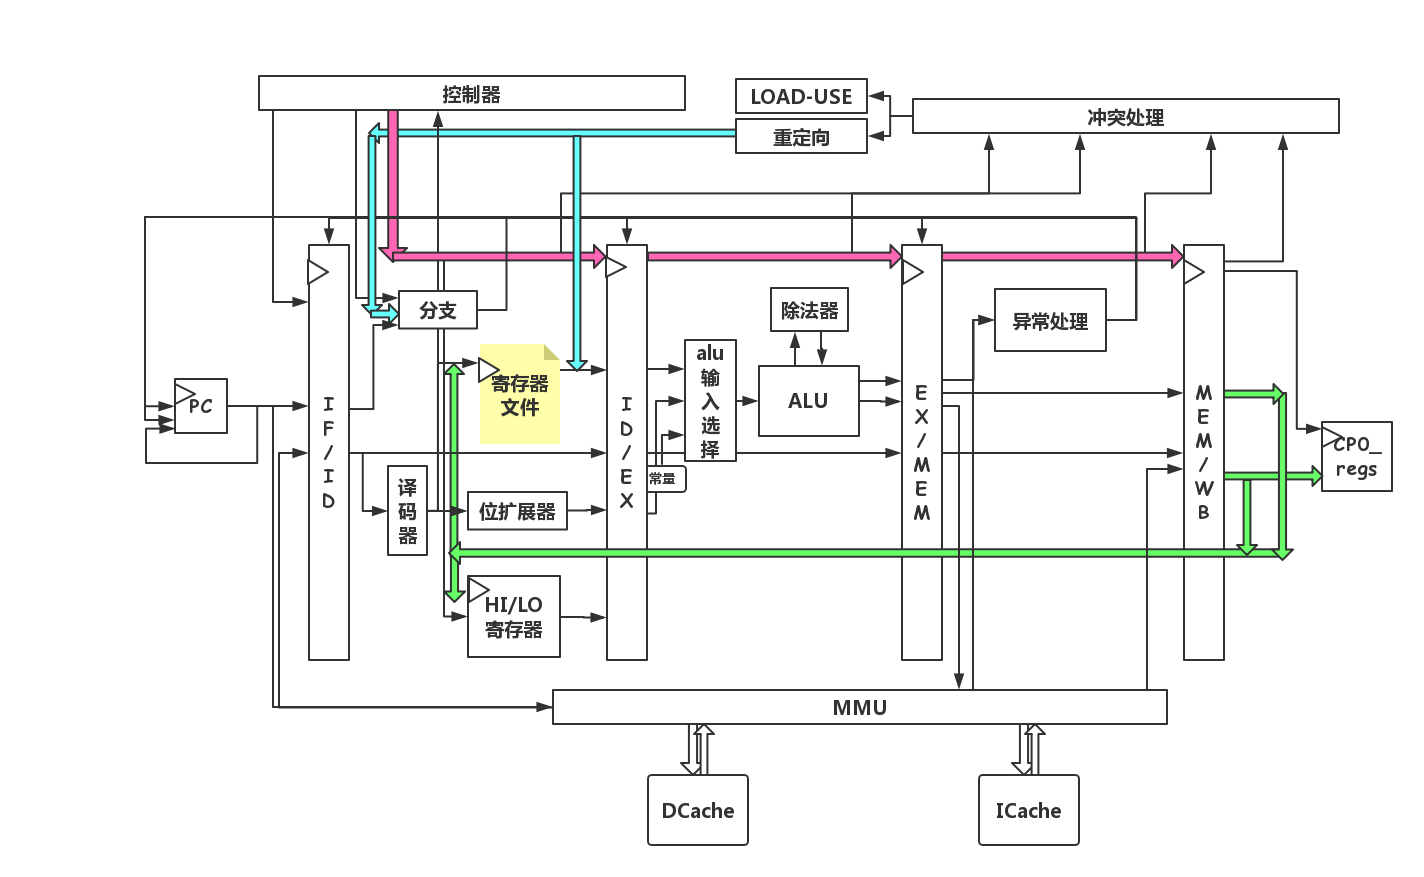 控制器
LOAD-USE
重定向
冲突处理
分支
除法器
异常处理
alu
输
入
选
择
寄存器
文件
PC
I
F
/
I
D
I
D
/
E
X
ALU
E
X
/
M
E
M
M
E
M
/
W
B
CP0_
regs
常量
译
码
器
位扩展器
HI/LO
寄存器
MMU
DCache
ICache